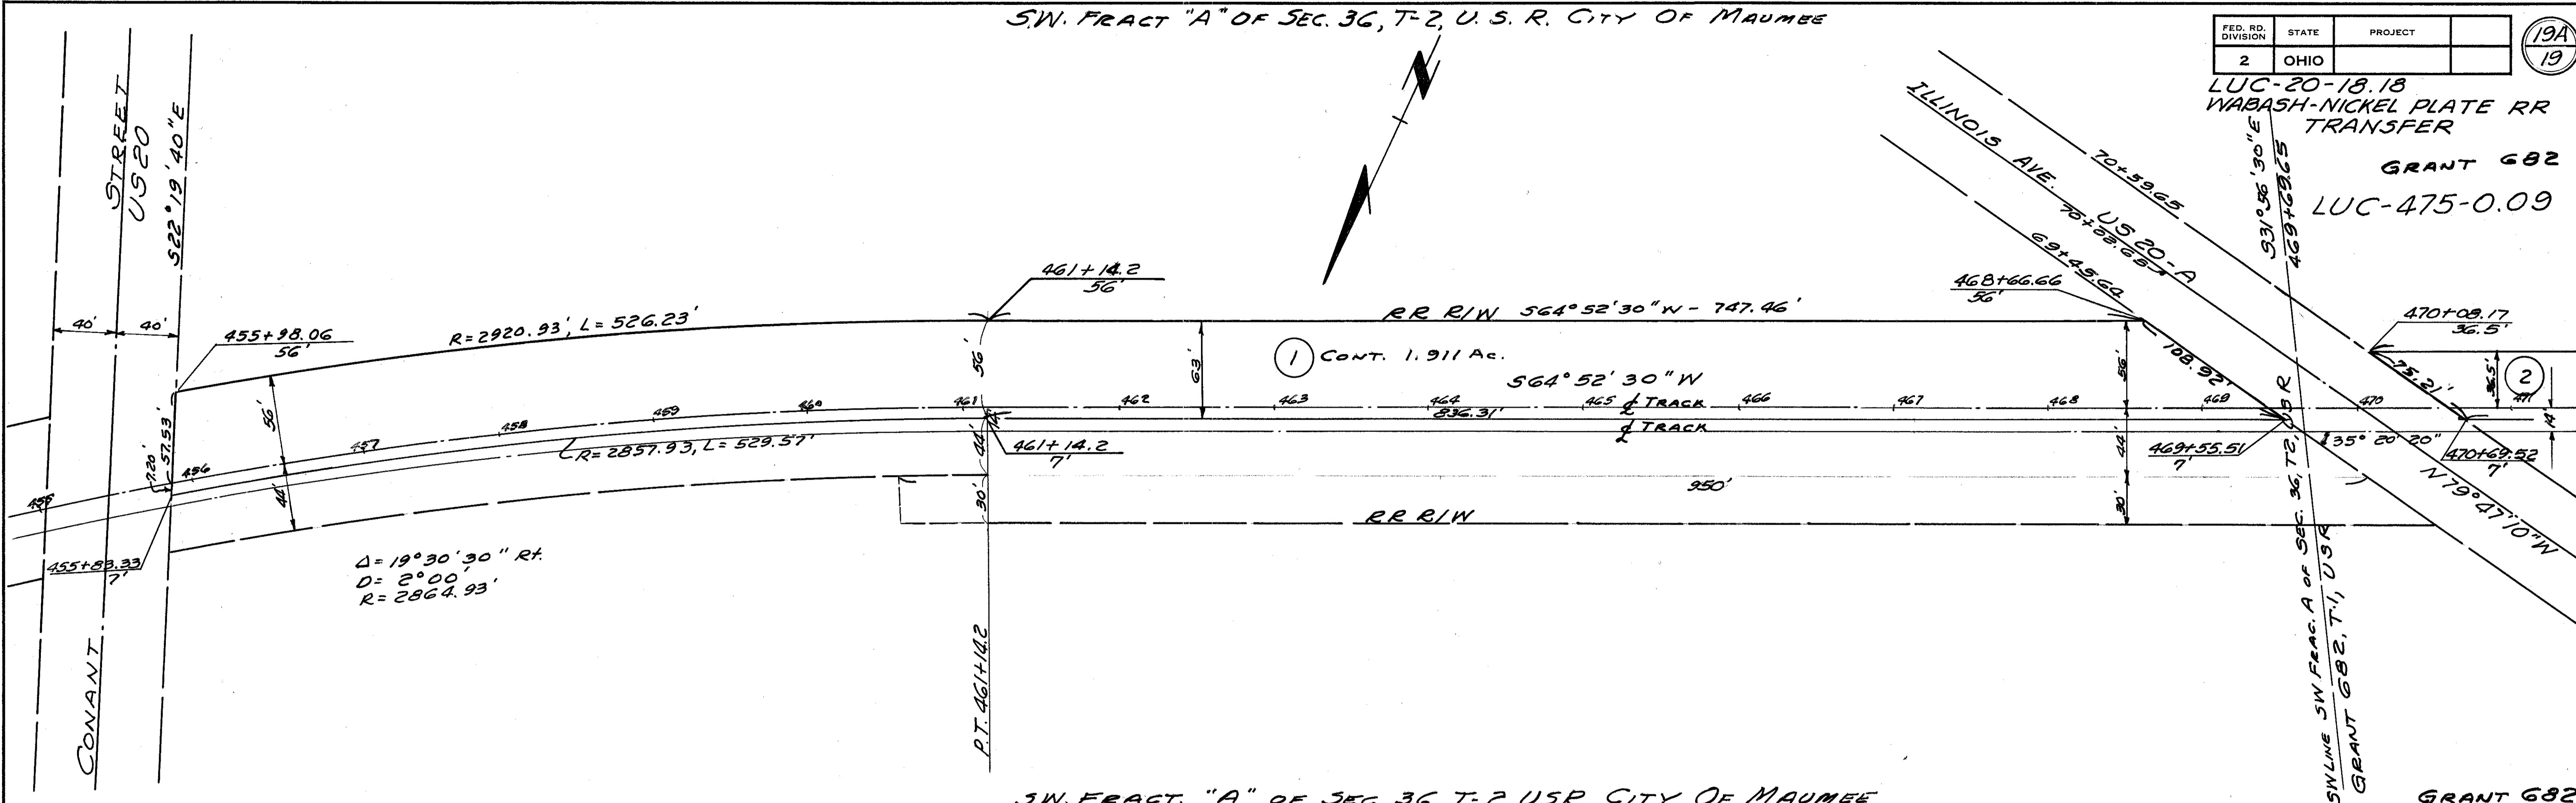 S.W. FRACT "A" OF SEC. 36, T-2, U. S. R. CITY OF MAUMEE
FED. RD. DIVISION STATE PROJECT
2 OHIO
19A
19
LUC-20-18.18
WABASH-NICKEL PLATE RR
TRANSFER
GRANT 682
LUC-475-0.09
STREET
US 20
S22°19'40"E
CONANT
40'
40'
455+98.06
56'
R=2920.93', L=526.23'
461+14.2
56'
RR R/W S64°52'30"W - 747.46'
468+66.66
56'
ILLINOIS AVE.
US 20-A
70+59.65
69+45.64
S31°56'30"E
469+69.65
470+08.17
36.5'
1 CONT. 1.911 Ac.
63'
56'
S64°52'30"W
56'
108.92'
75.21'
36.5'
2
56'
455
456
457
458
459
460
461
462
463
464
465
℄ TRACK
466
467
468
469
470
471
836.31'
℄ TRACK
7.20'
57.53'
44'
R=2857.93, L=529.57'
44'
461+14.2
7'
44'
469+55.51
7'
35°20'20"
470+69.52
7'
14'
N79°47'10"W
950'
30'
30'
RR R/W
455+83.33
7'
Δ=19°30'30" Rt.
D= 2°00'
R=2864.93'
P.T. 461+14.2
SW LINE SW FRAC. A OF SEC. 36, T2, USR
GRANT 682, T-1, USR
S.W. FRACT. "A" OF SEC 36 T-2 USR CITY OF MAUMEE
GRANT 682